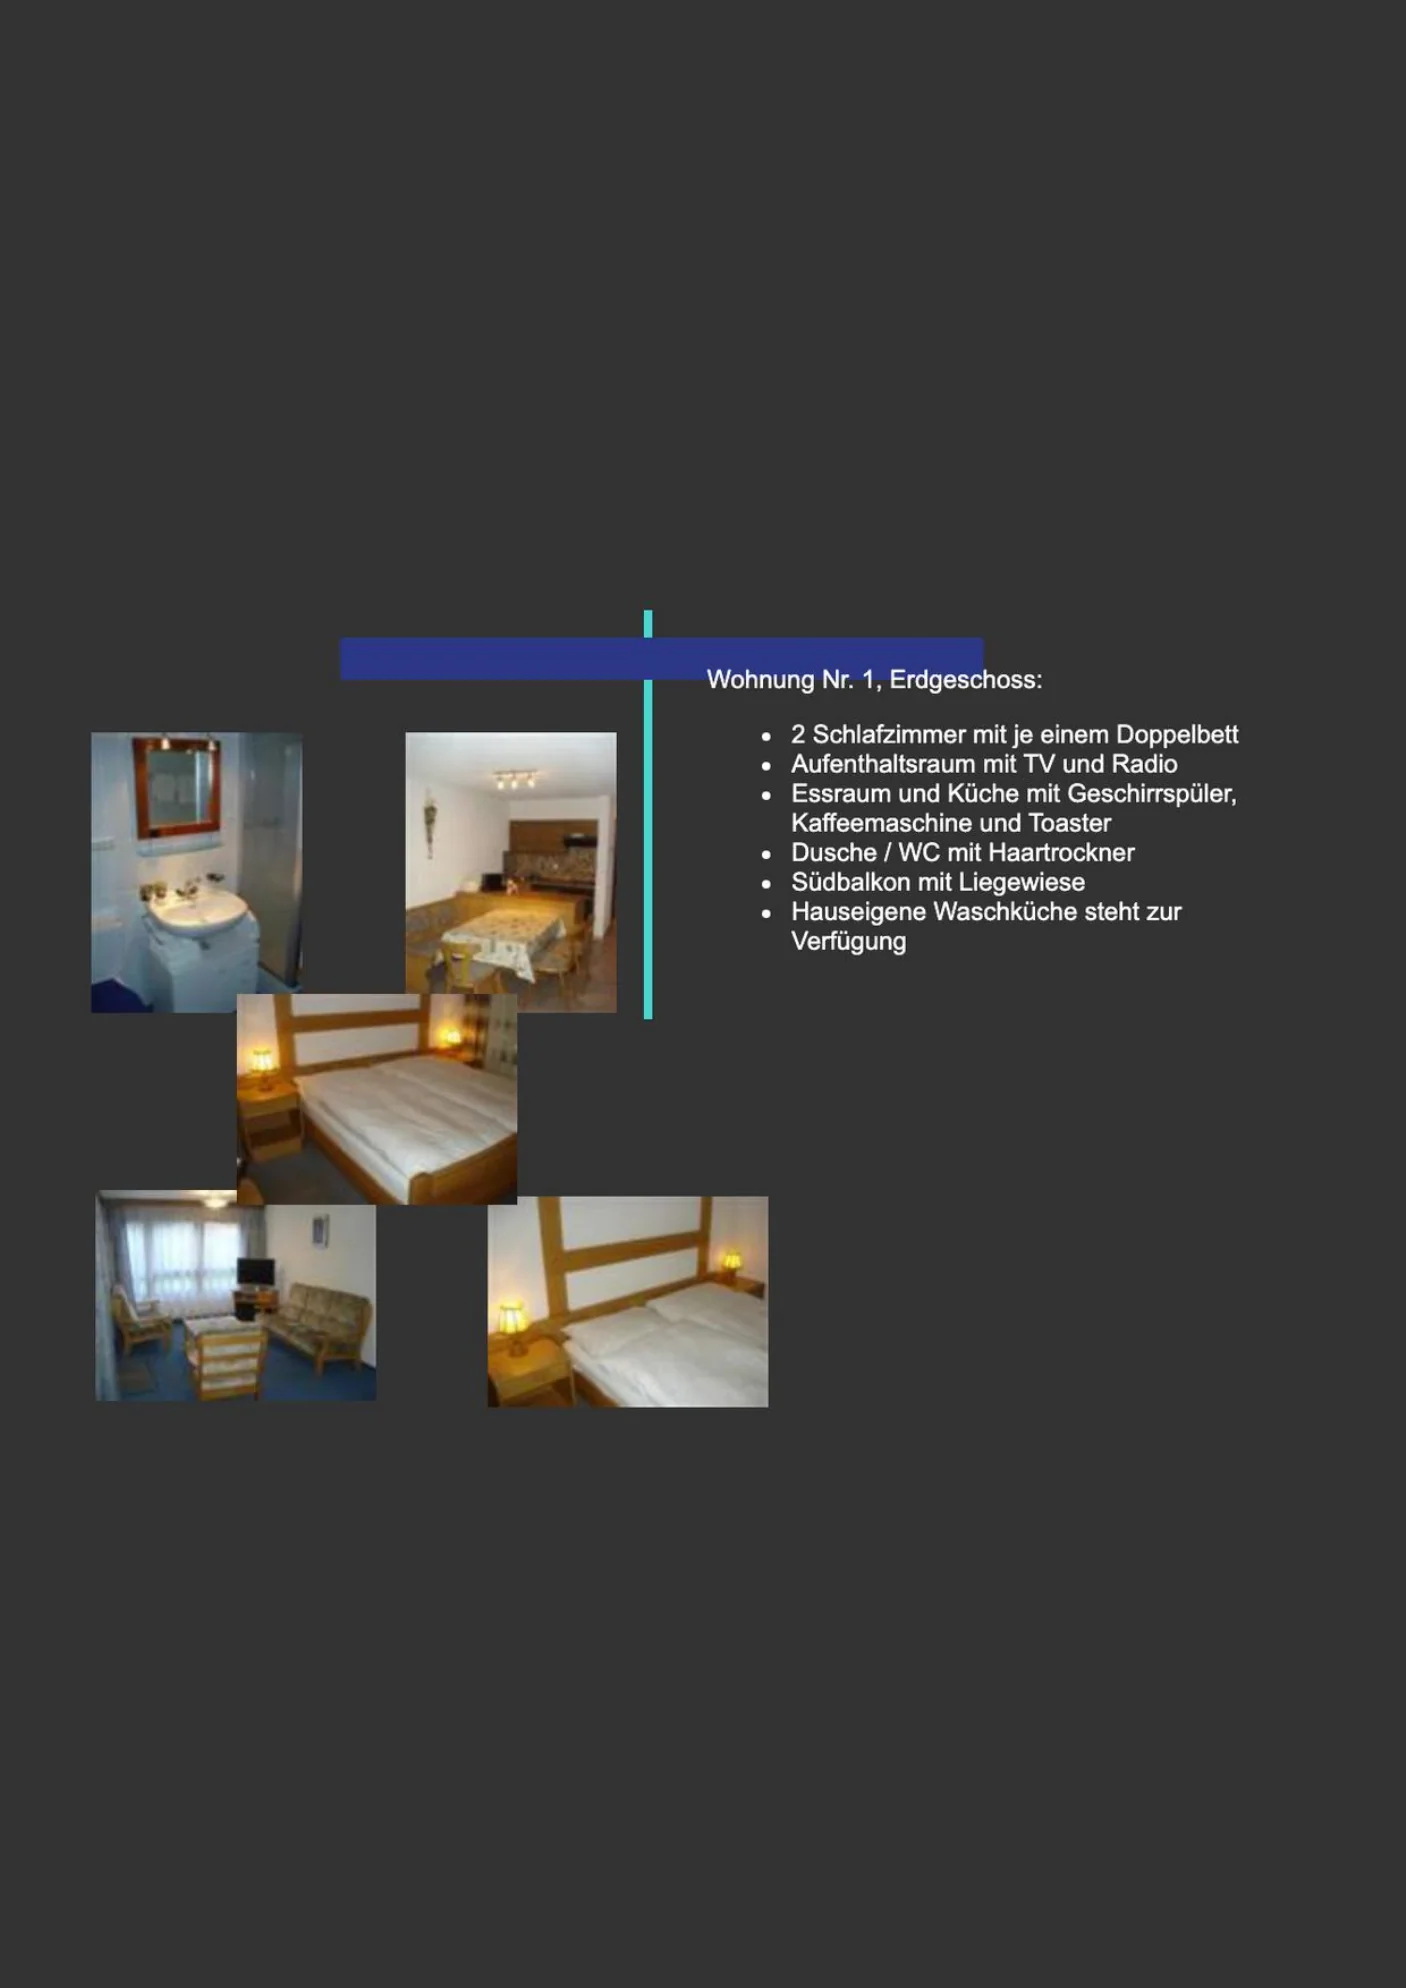 Wohnung Nr. 1, Erdgeschoss:
• 2 Schlafzimmer mit je einem Doppelbett
• Aufenthaltsraum mit TV und Radio
• Essraum und Küche mit Geschirrspüler,
Kaffeemaschine und Toaster
• Dusche / WC mit Haartrockner
• Südbalkon mit Liegewiese
• Hauseigene Waschküche steht zur
Verfügung